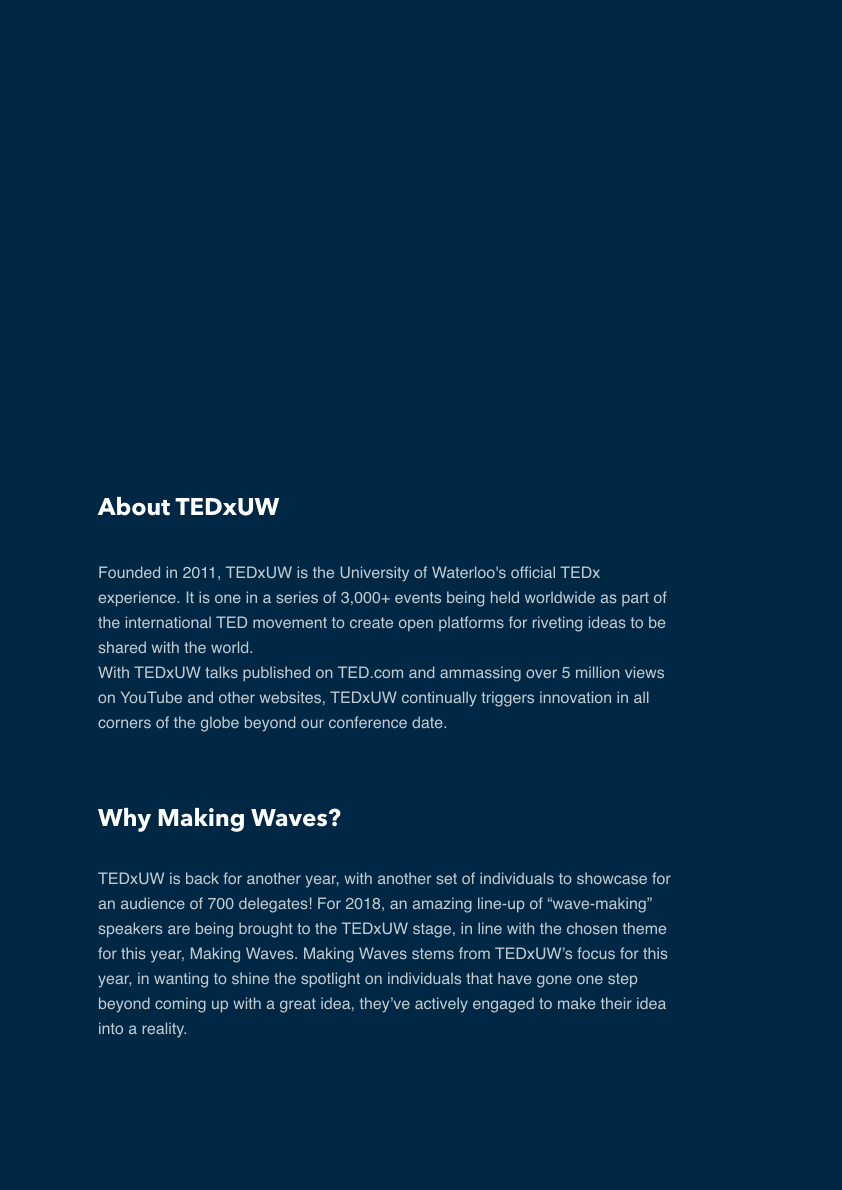 About TEDxUW
Founded in 2011, TEDxUW is the University of Waterloo's official TEDx
experience. It is one in a series of 3,000+ events being held worldwide as part of
the international TED movement to create open platforms for riveting ideas to be
shared with the world.
With TEDxUW talks published on TED.com and ammassing over 5 million views
on YouTube and other websites, TEDxUW continually triggers innovation in all
corners of the globe beyond our conference date.
Why Making Waves?
TEDxUW is back for another year, with another set of individuals to showcase for
an audience of 700 delegates! For 2018, an amazing line-up of “wave-making”
speakers are being brought to the TEDxUW stage, in line with the chosen theme
for this year, Making Waves. Making Waves stems from TEDxUW’s focus for this
year, in wanting to shine the spotlight on individuals that have gone one step
beyond coming up with a great idea, they’ve actively engaged to make their idea
into a reality.